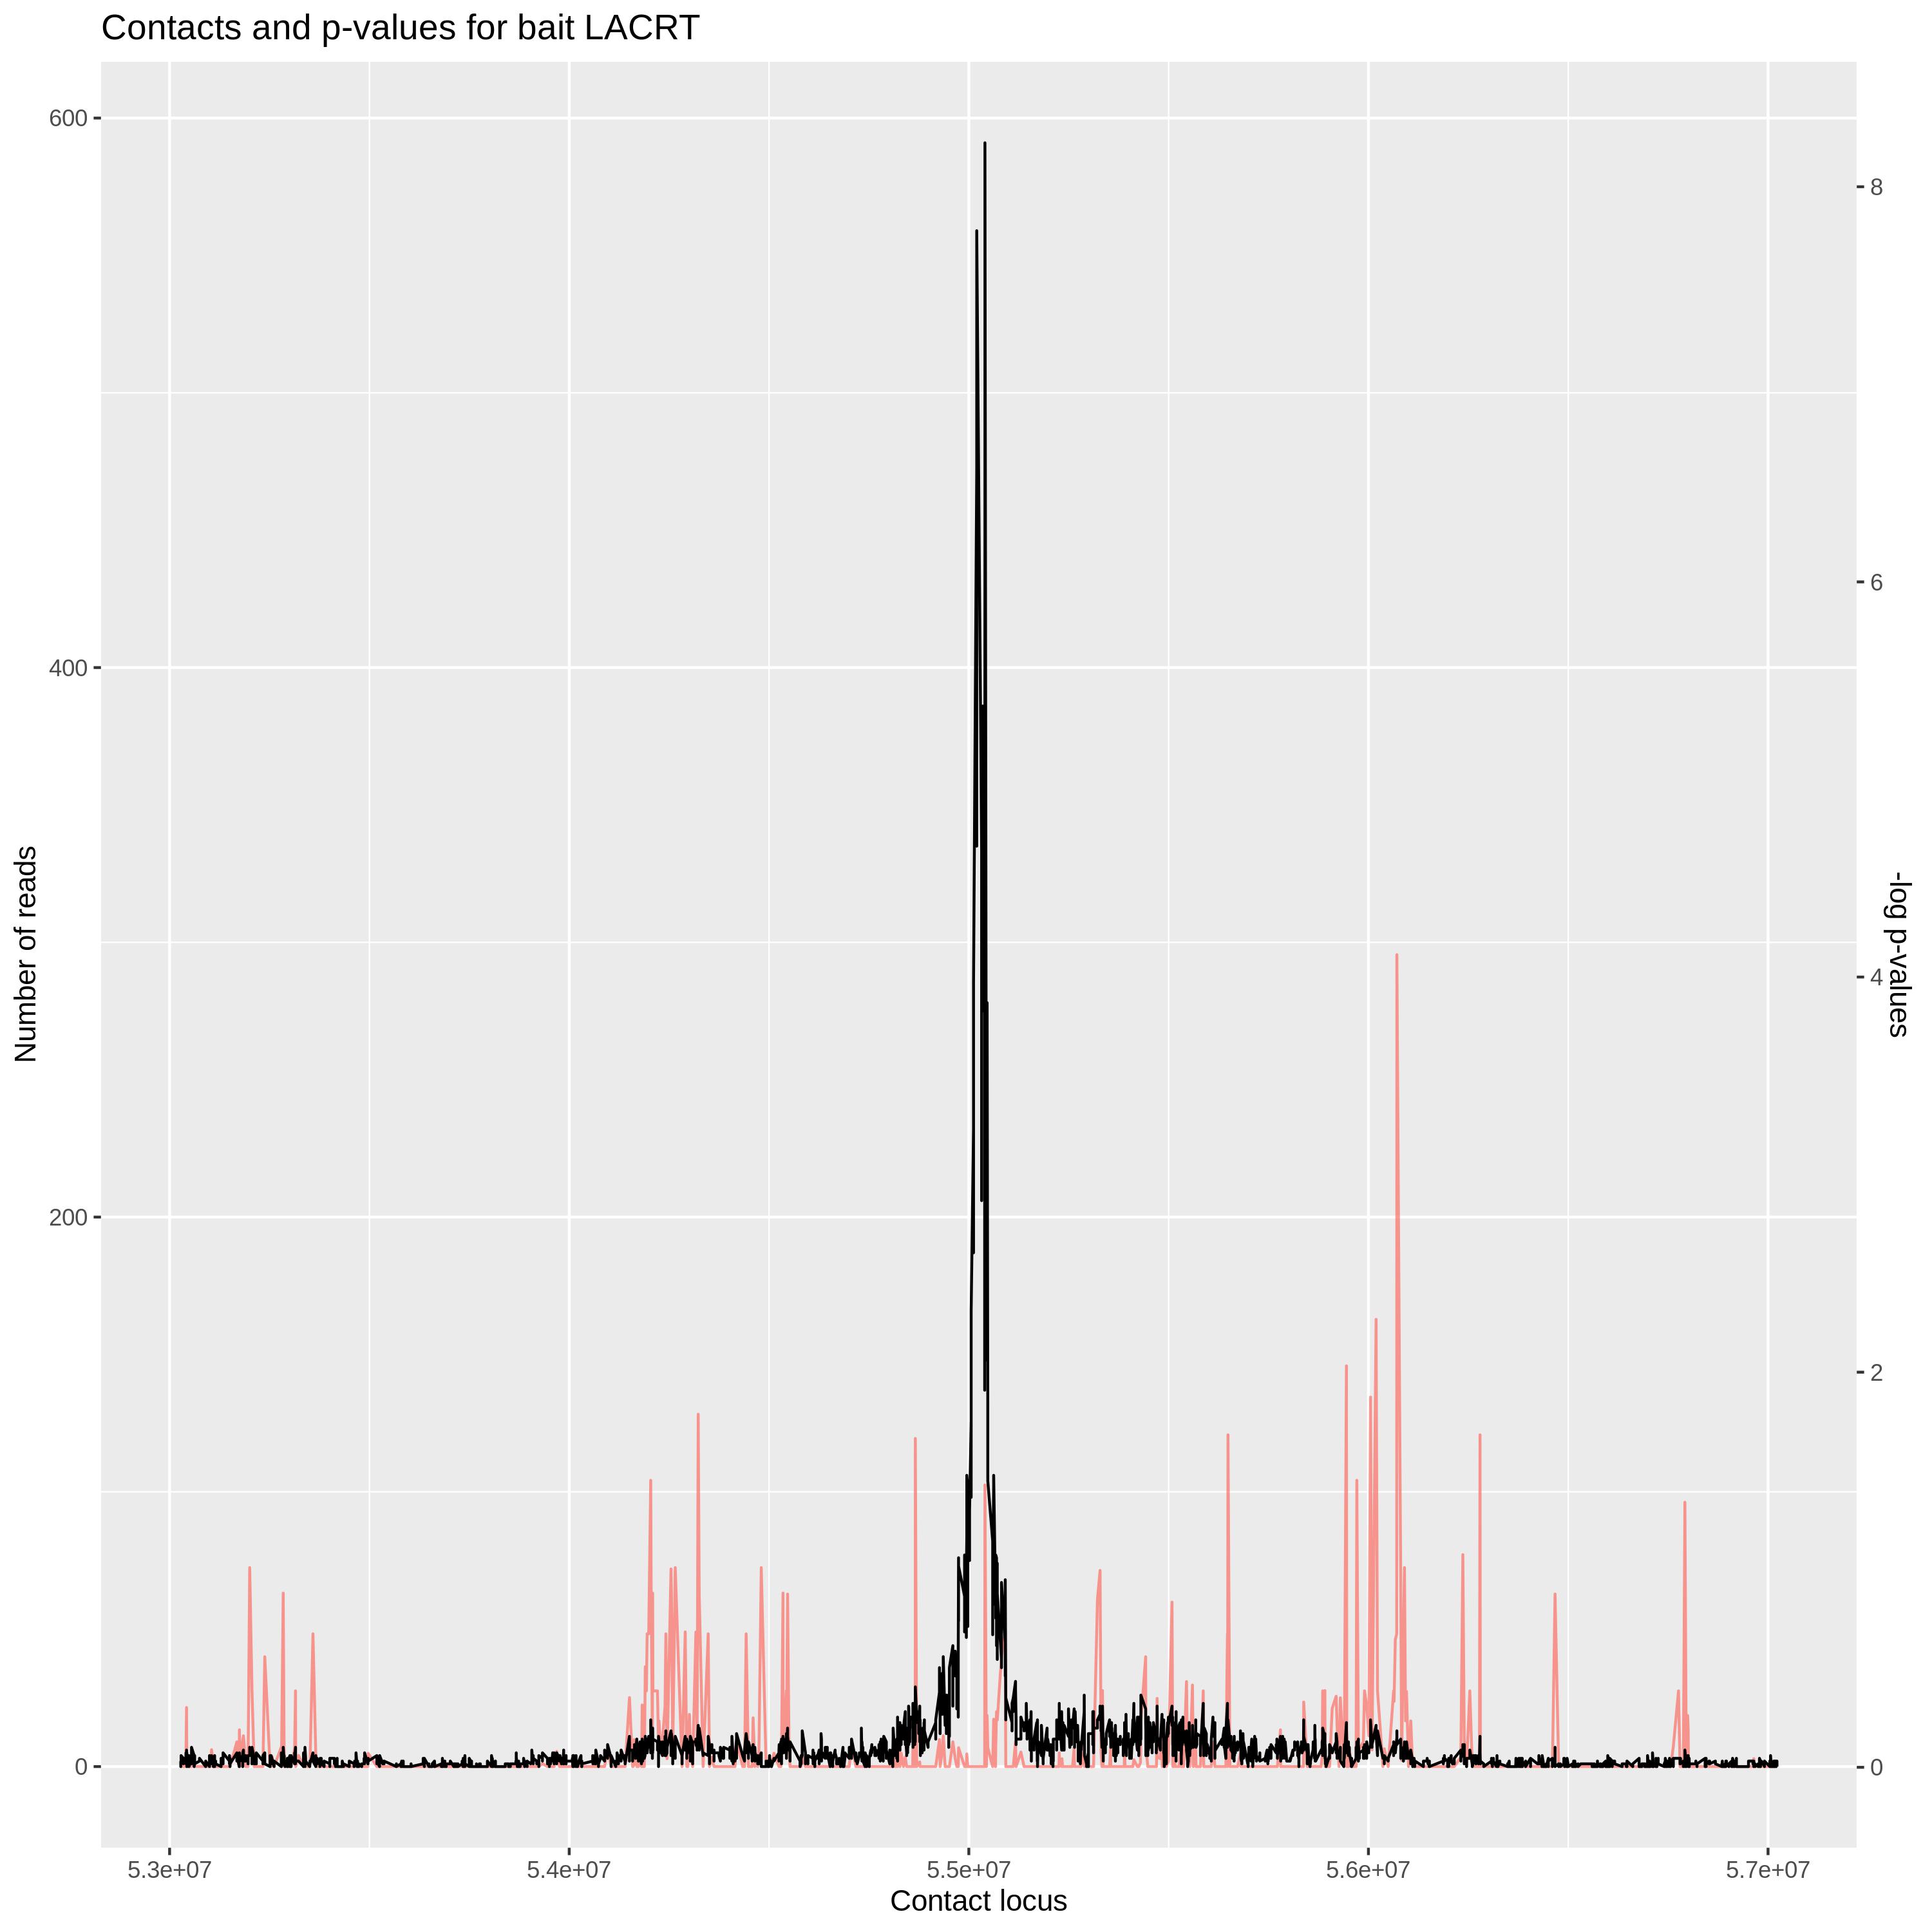 Contacts and p-values for bait LACRT
600
400
200
0
8
6
4
2
0
Number of reads
-log p-values
5.3e+07
5.4e+07
5.5e+07
5.6e+07
5.7e+07
Contact locus